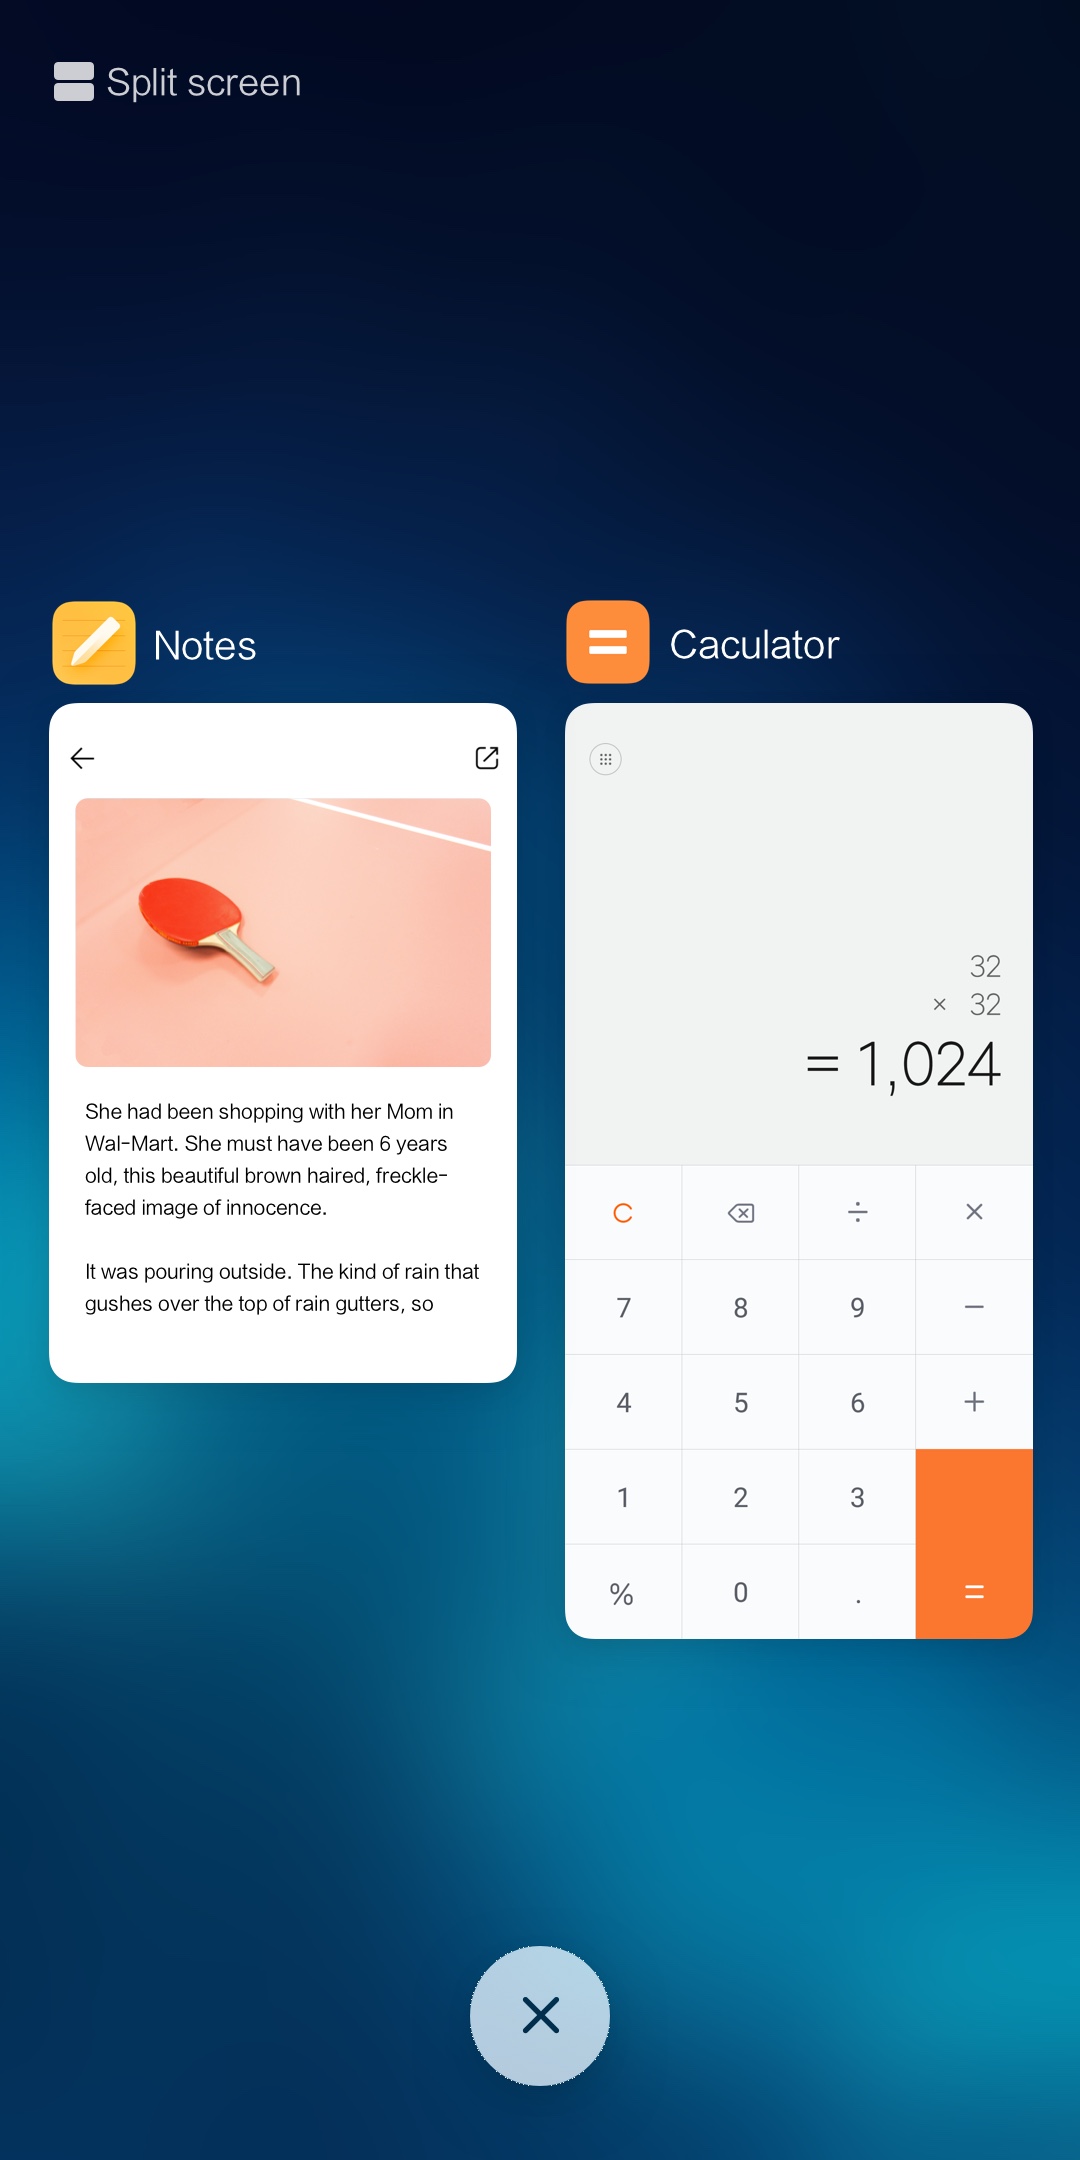 Split screen
Notes
She had been shopping with her Mom in
Wal-Mart. She must have been 6 years
old, this beautiful brown haired, freckle-
faced image of innocence.
It was pouring outside. The kind of rain that
gushes over the top of rain gutters, so
Caculator
32
× 32
= 1,024
C ÷ ×
7 8 9 −
4 5 6 +
1 2 3
% 0 . =